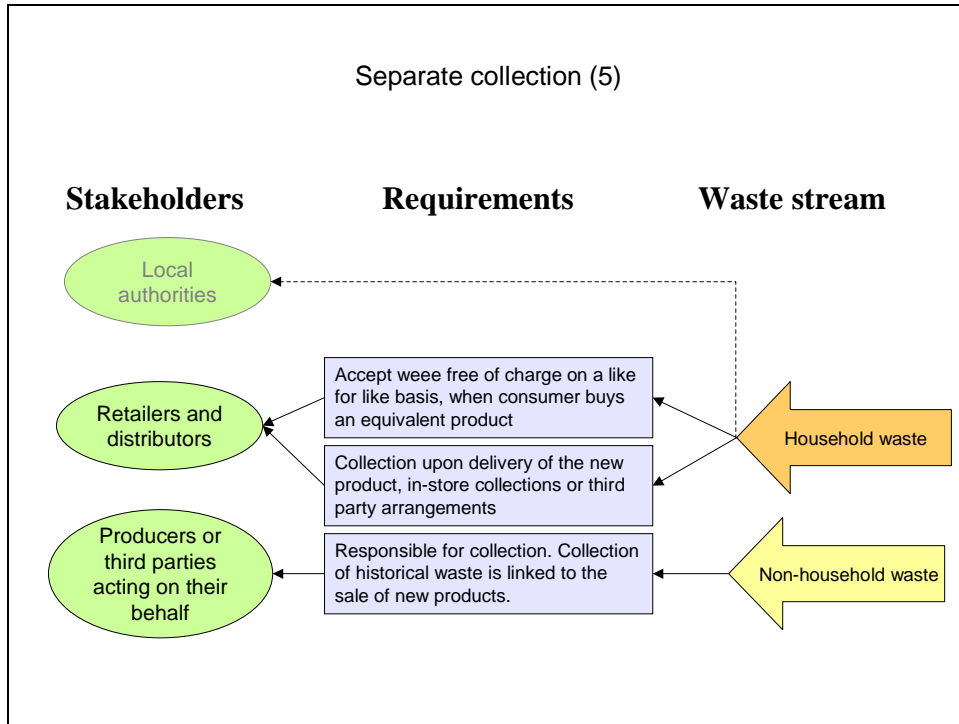 Separate collection (5)
Stakeholders
Requirements
Waste stream
Local
authorities
Retailers and
distributors
Accept weee free of charge on a like
for like basis, when consumer buys
an equivalent product
Collection upon delivery of the new
product, in-store collections or third
party arrangements
Household waste
Producers or
third parties
acting on their
behalf
Responsible for collection. Collection
of historical waste is linked to the
sale of new products.
Non-household waste